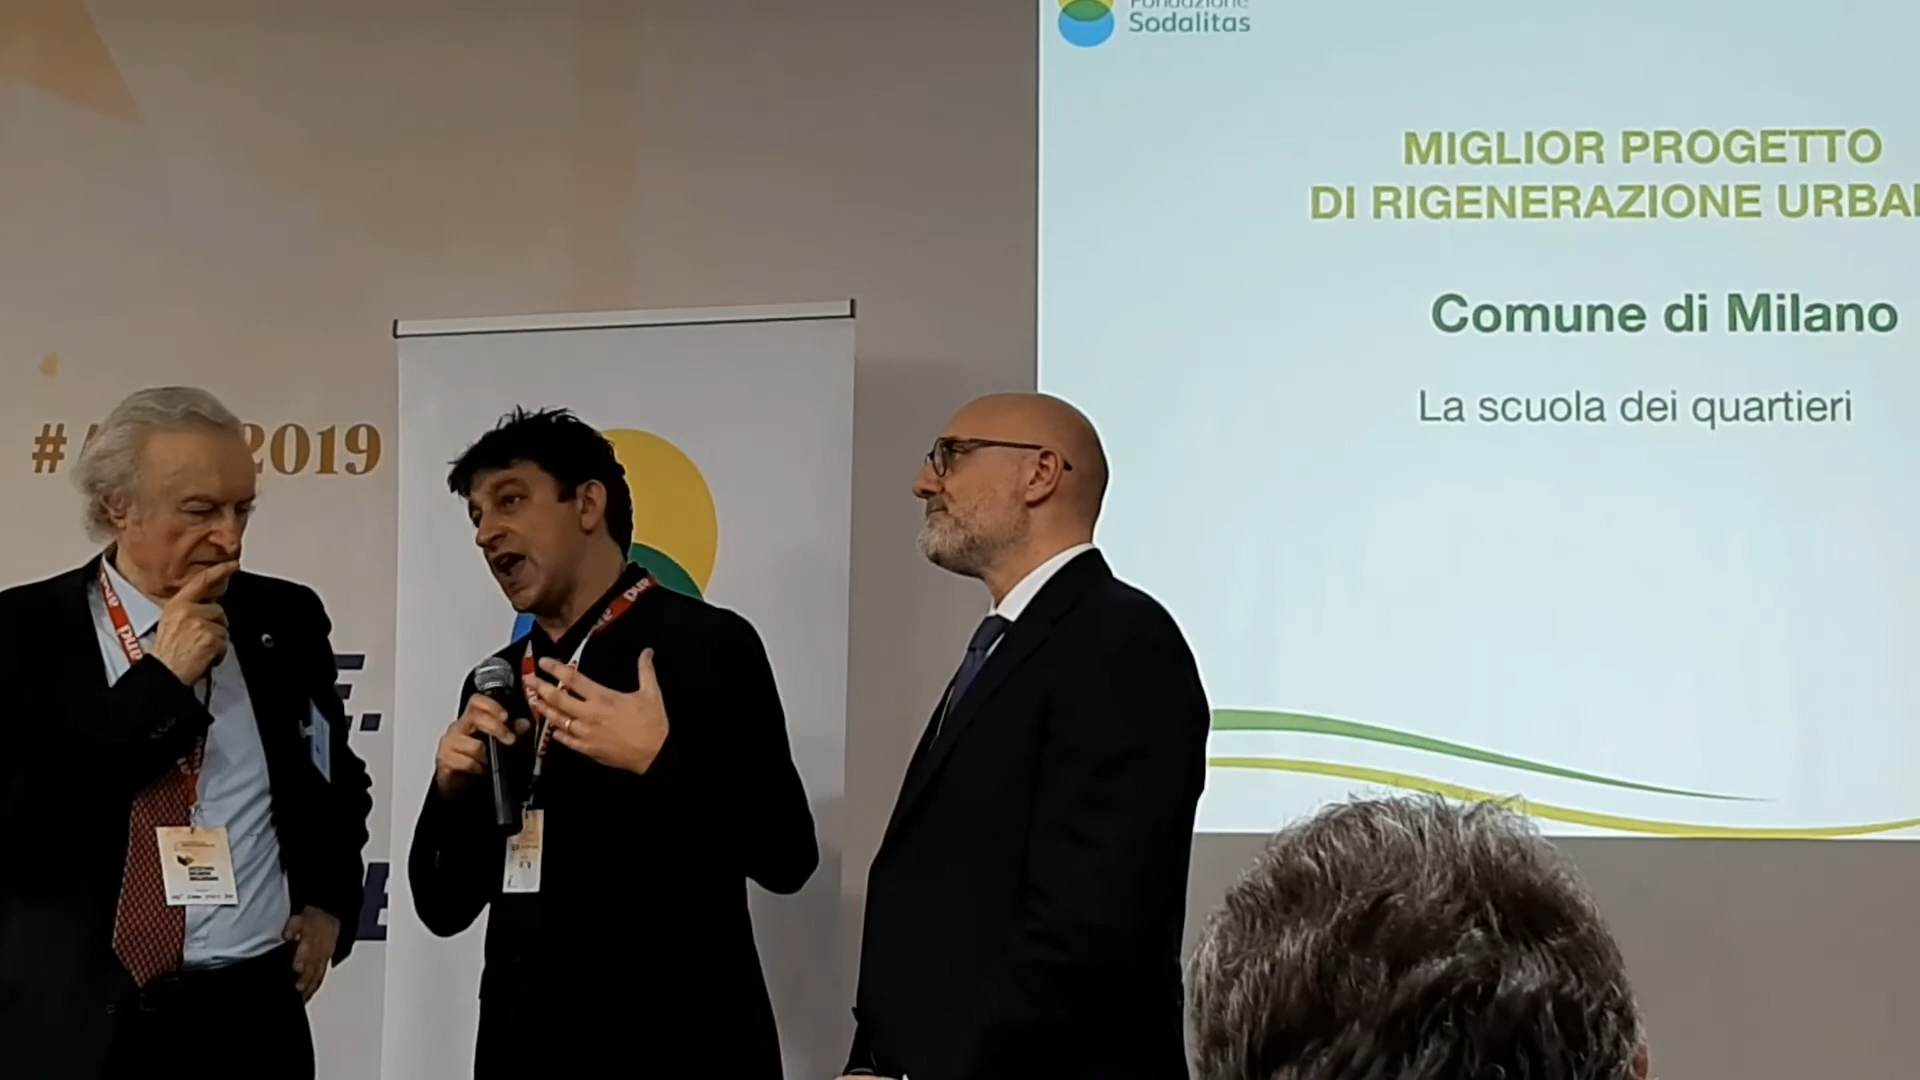 Fondazione
Sodalitas
MIGLIOR PROGETTO
DI RIGENERAZIONE URBA
Comune di Milano
La scuola dei quartieri
2019